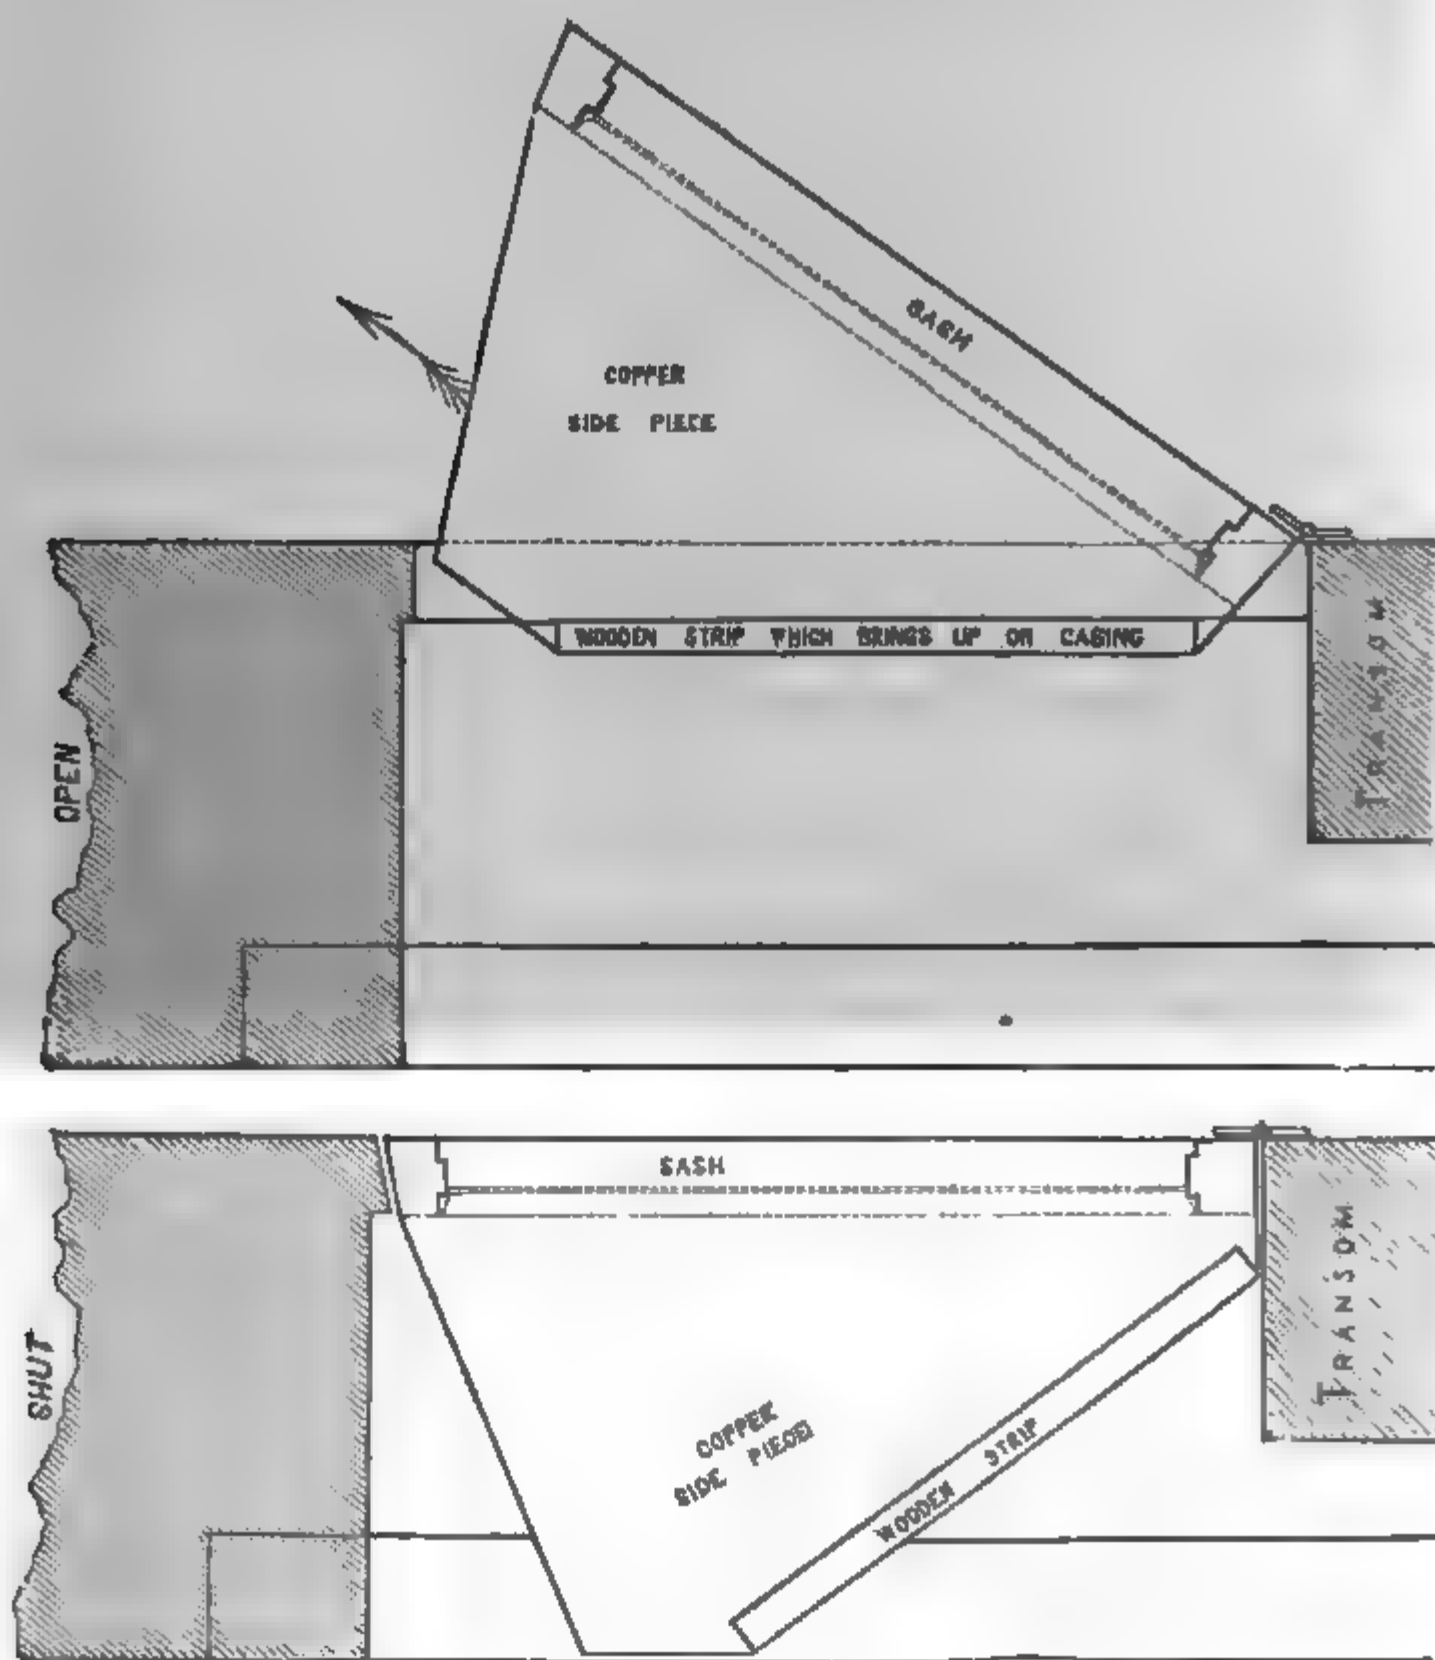 SASH
COPPER
SIDE PIECE
WOODEN STRIP WHICH BRINGS UP ON CASING
TRANSOM
OPEN
SASH
TRANSOM
SHUT
COPPER
SIDE PIECE
WOODEN STRIP